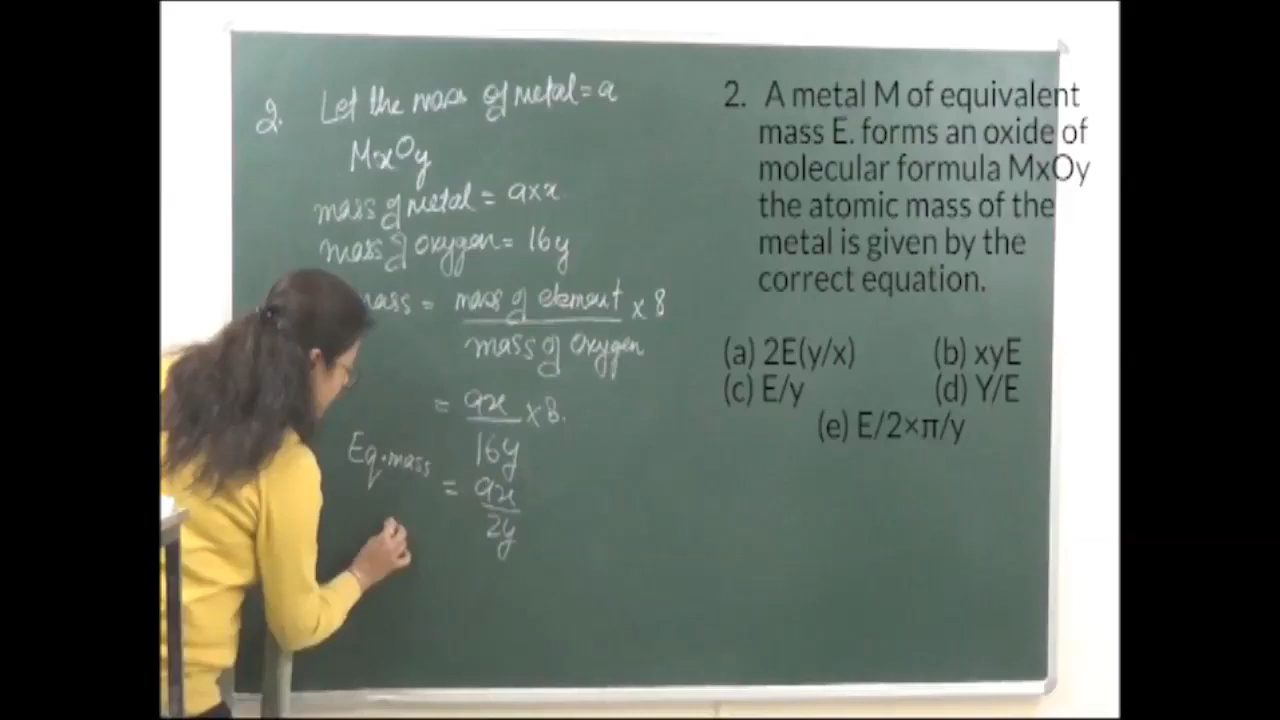 2. Let the mass of metal = a
MxOy
mass of metal = a×x
mass of oxygen = 16y
mass = mass of element × 8
mass of oxygen
= ax × 8.
16y
Eq. mass
= ax
2y
2. A metal M of equivalent
mass E. forms an oxide of
molecular formula MxOy
the atomic mass of the
metal is given by the
correct equation.
(a) 2E(y/x) (b) xyE
(c) E/y (d) Y/E
(e) E/2×π/y